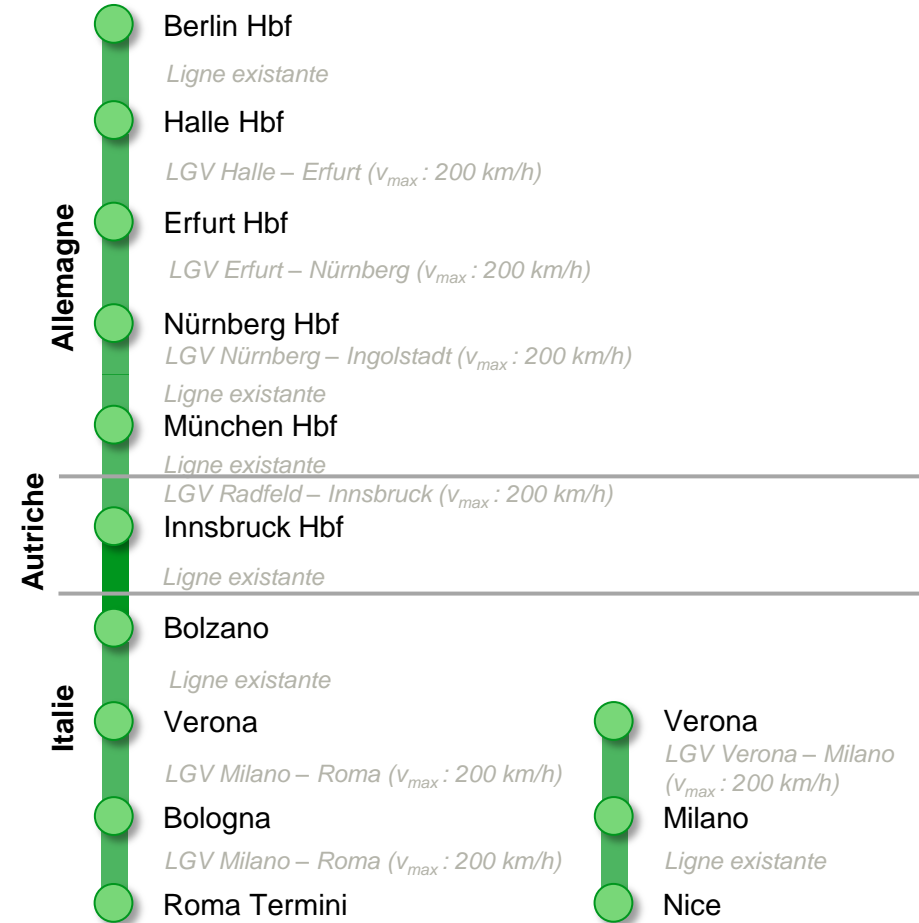 Berlin Hbf
Ligne existante
Halle Hbf
LGV Halle – Erfurt (vmax : 200 km/h)
Allemagne
Erfurt Hbf
LGV Erfurt – Nürnberg (vmax : 200 km/h)
Nürnberg Hbf
LGV Nürnberg – Ingolstadt (vmax : 200 km/h)
Ligne existante
München Hbf
Ligne existante
Autriche
LGV Radfeld – Innsbruck (vmax : 200 km/h)
Innsbruck Hbf
Ligne existante
Italie
Bolzano
Ligne existante
Verona
LGV Milano – Roma (vmax : 200 km/h)
Bologna
LGV Milano – Roma (vmax : 200 km/h)
Roma Termini
Verona
LGV Verona – Milano
(vmax : 200 km/h)
Milano
Ligne existante
Nice